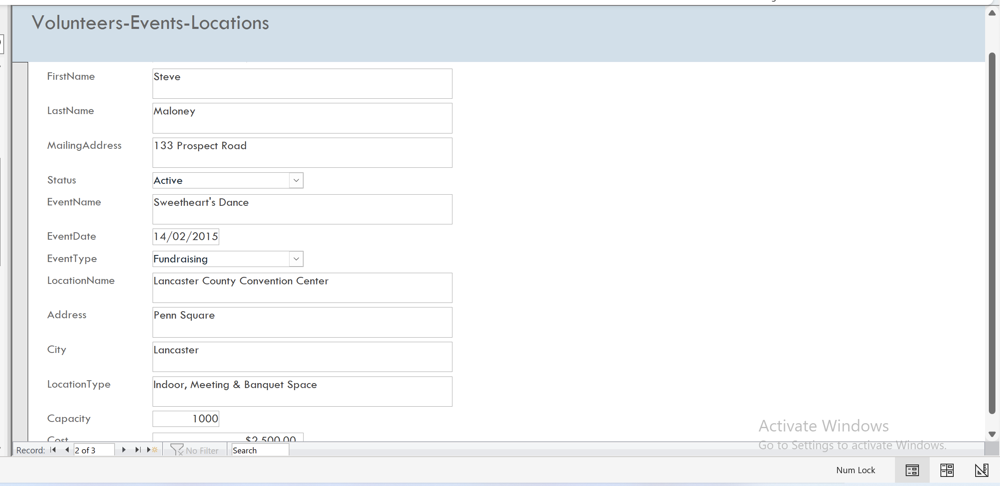 Volunteers-Events-Locations
FirstName Steve
LastName Maloney
MailingAddress 133 Prospect Road
Status Active
EventName Sweetheart's Dance
EventDate 14/02/2015
EventType Fundraising
LocationName Lancaster County Convention Center
Address Penn Square
City Lancaster
LocationType Indoor, Meeting & Banquet Space
Capacity 1000
Cost $2,500.00
Activate Windows
Go to Settings to activate Windows.
Record: 2 of 3 No Filter Search
Num Lock